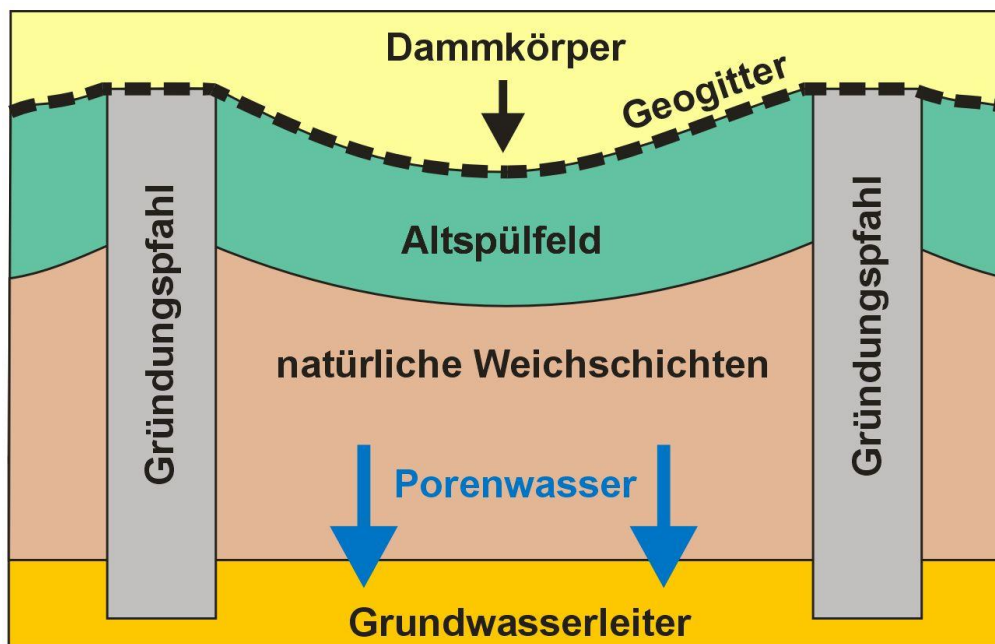 Dammkörper
Geogitter
Gründungspfahl
Altspülfeld
Gründungspfahl
natürliche Weichschichten
Porenwasser
Grundwasserleiter